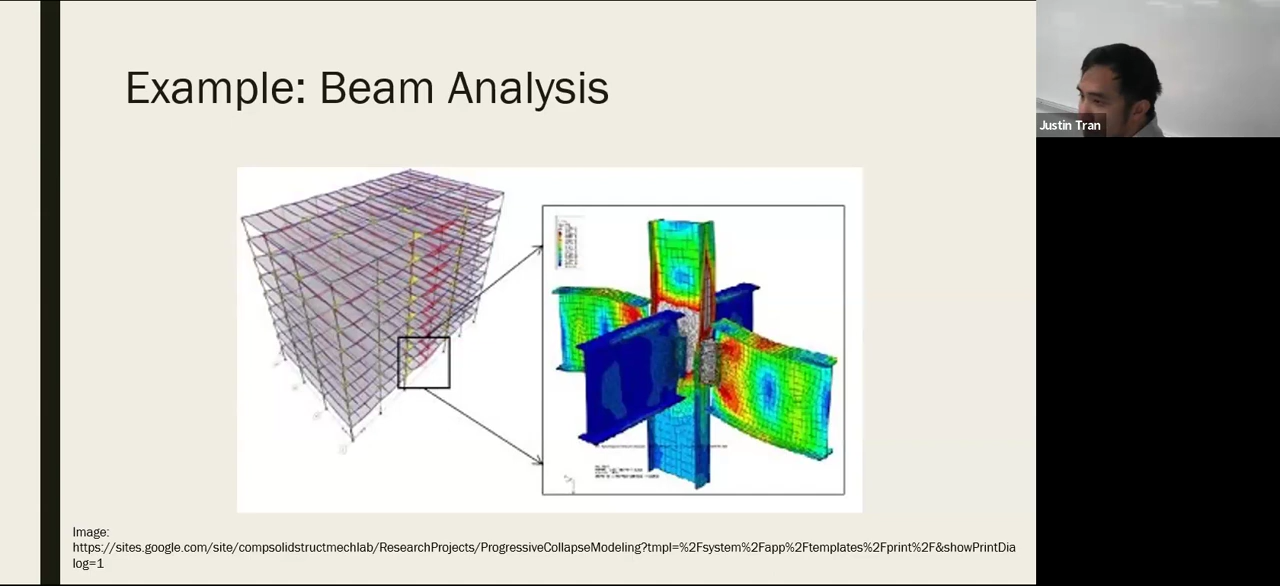 Example: Beam Analysis
Justin Tran
Image:
https://sites.google.com/site/compsolidstructmechlab/ResearchProjects/ProgressiveCollapseModeling?tmpl=%2Fsystem%2Fapp%2Ftemplates%2Fprint%2F&showPrintDia
log=1